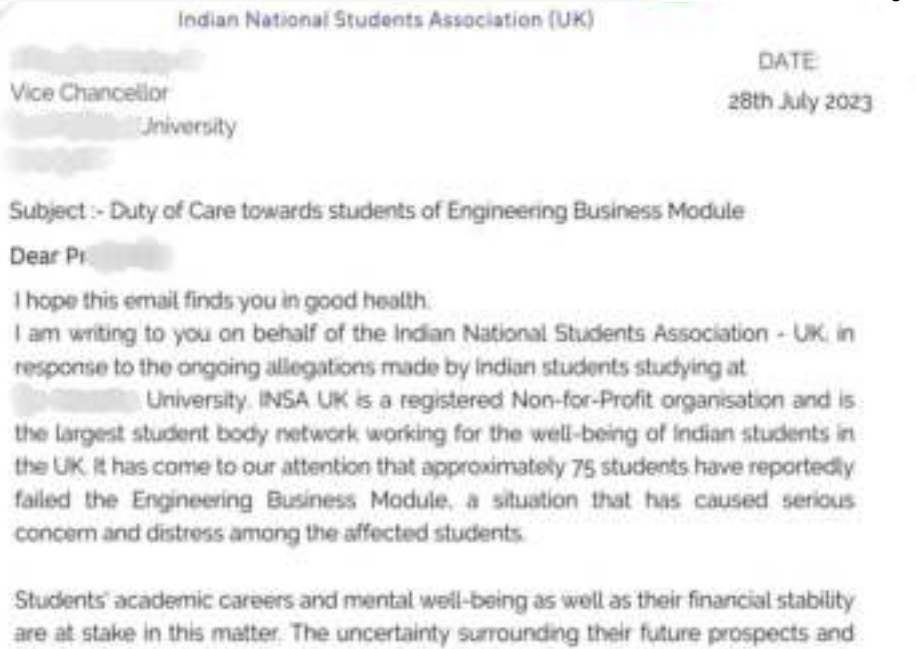 Indian National Students Association (UK)
DATE:
Vice Chancellor
28th July 2023
University
Subject :- Duty of Care towards students of Engineering Business Module
Dear Pr
I hope this email finds you in good health.
I am writing to you on behalf of the Indian National Students Association - UK, in
response to the ongoing allegations made by Indian students studying at
University. INSA UK is a registered Non-for-Profit organisation and is
the largest student body network working for the well-being of Indian students in
the UK. It has come to our attention that approximately 75 students have reportedly
failed the Engineering Business Module, a situation that has caused serious
concern and distress among the affected students.
Students' academic careers and mental well-being as well as their financial stability
are at stake in this matter. The uncertainty surrounding their future prospects and